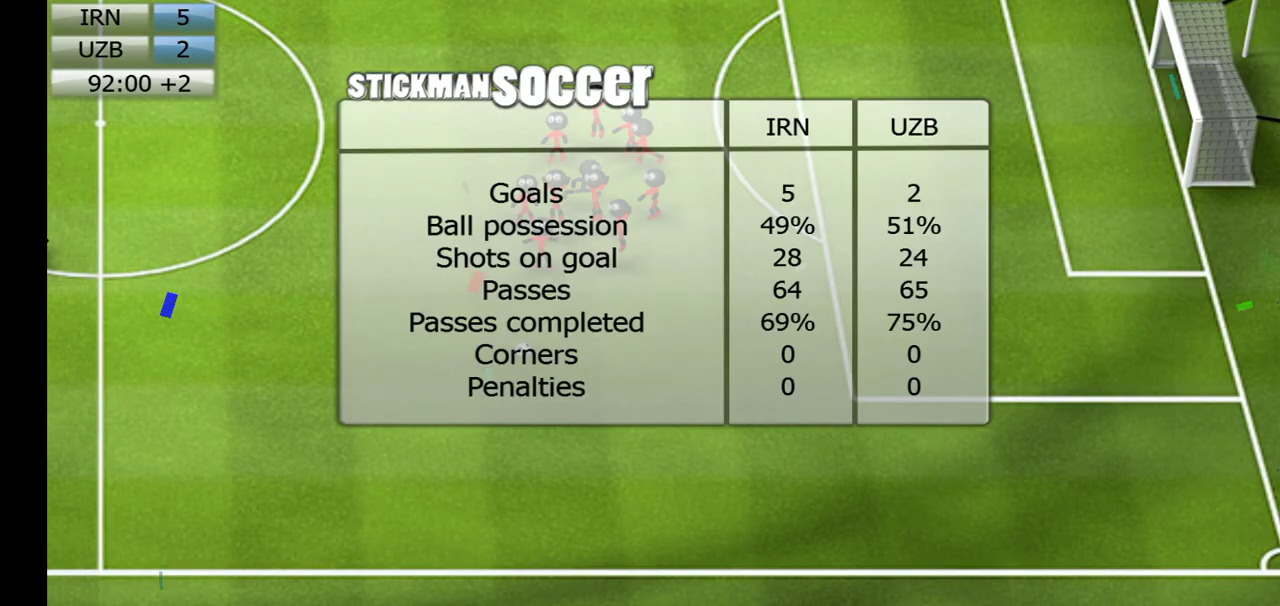 IRN 5
UZB 2
92:00 +2
STICKMAN SOCCER
IRN UZB
Goals 5 2
Ball possession 49% 51%
Shots on goal 28 24
Passes 64 65
Passes completed 69% 75%
Corners 0 0
Penalties 0 0